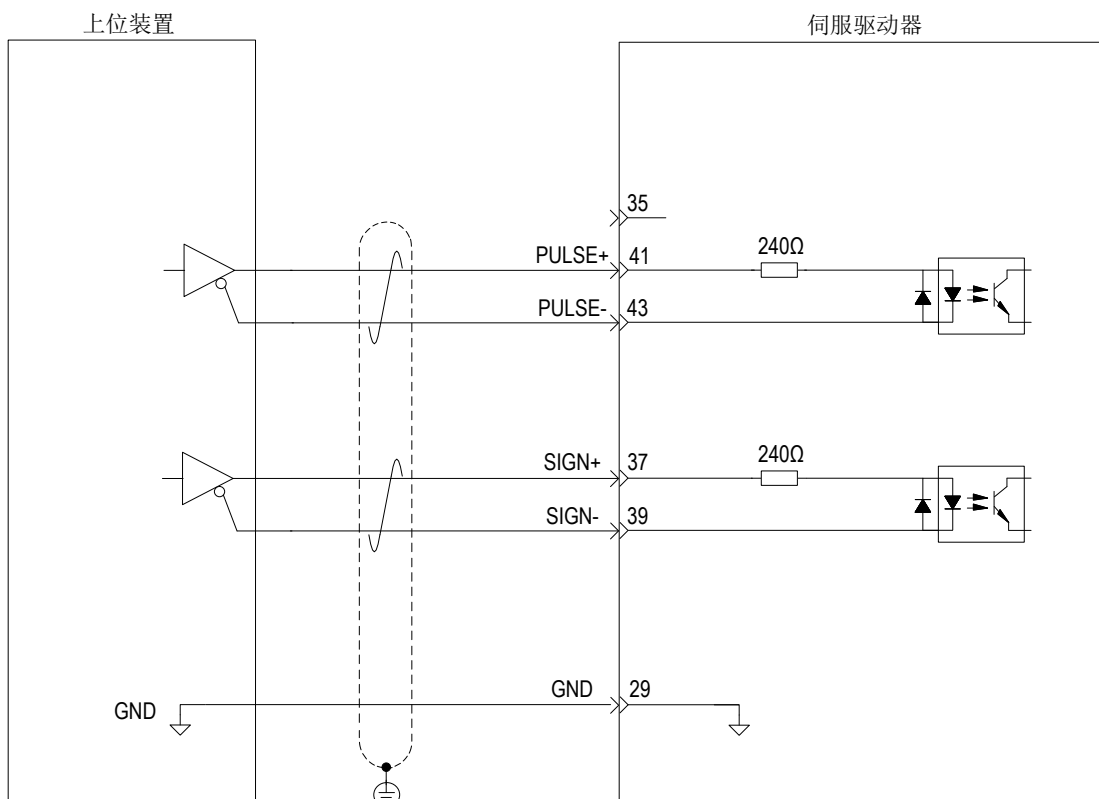 上位装置
伺服驱动器
35
PULSE+
41
240Ω
PULSE-
43
SIGN+
37
240Ω
SIGN-
39
GND
GND
29